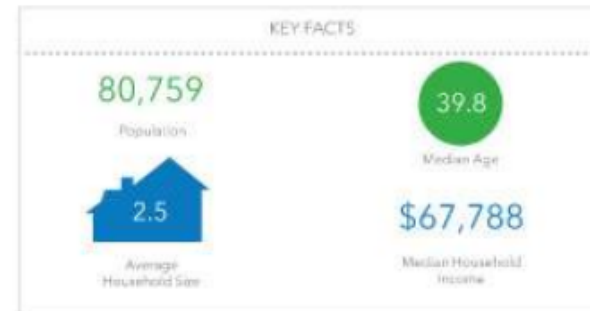 KEY FACTS
80,759
Population
39.8
Median Age
2.5
Average
Household Size
$67,788
Median Household
Income